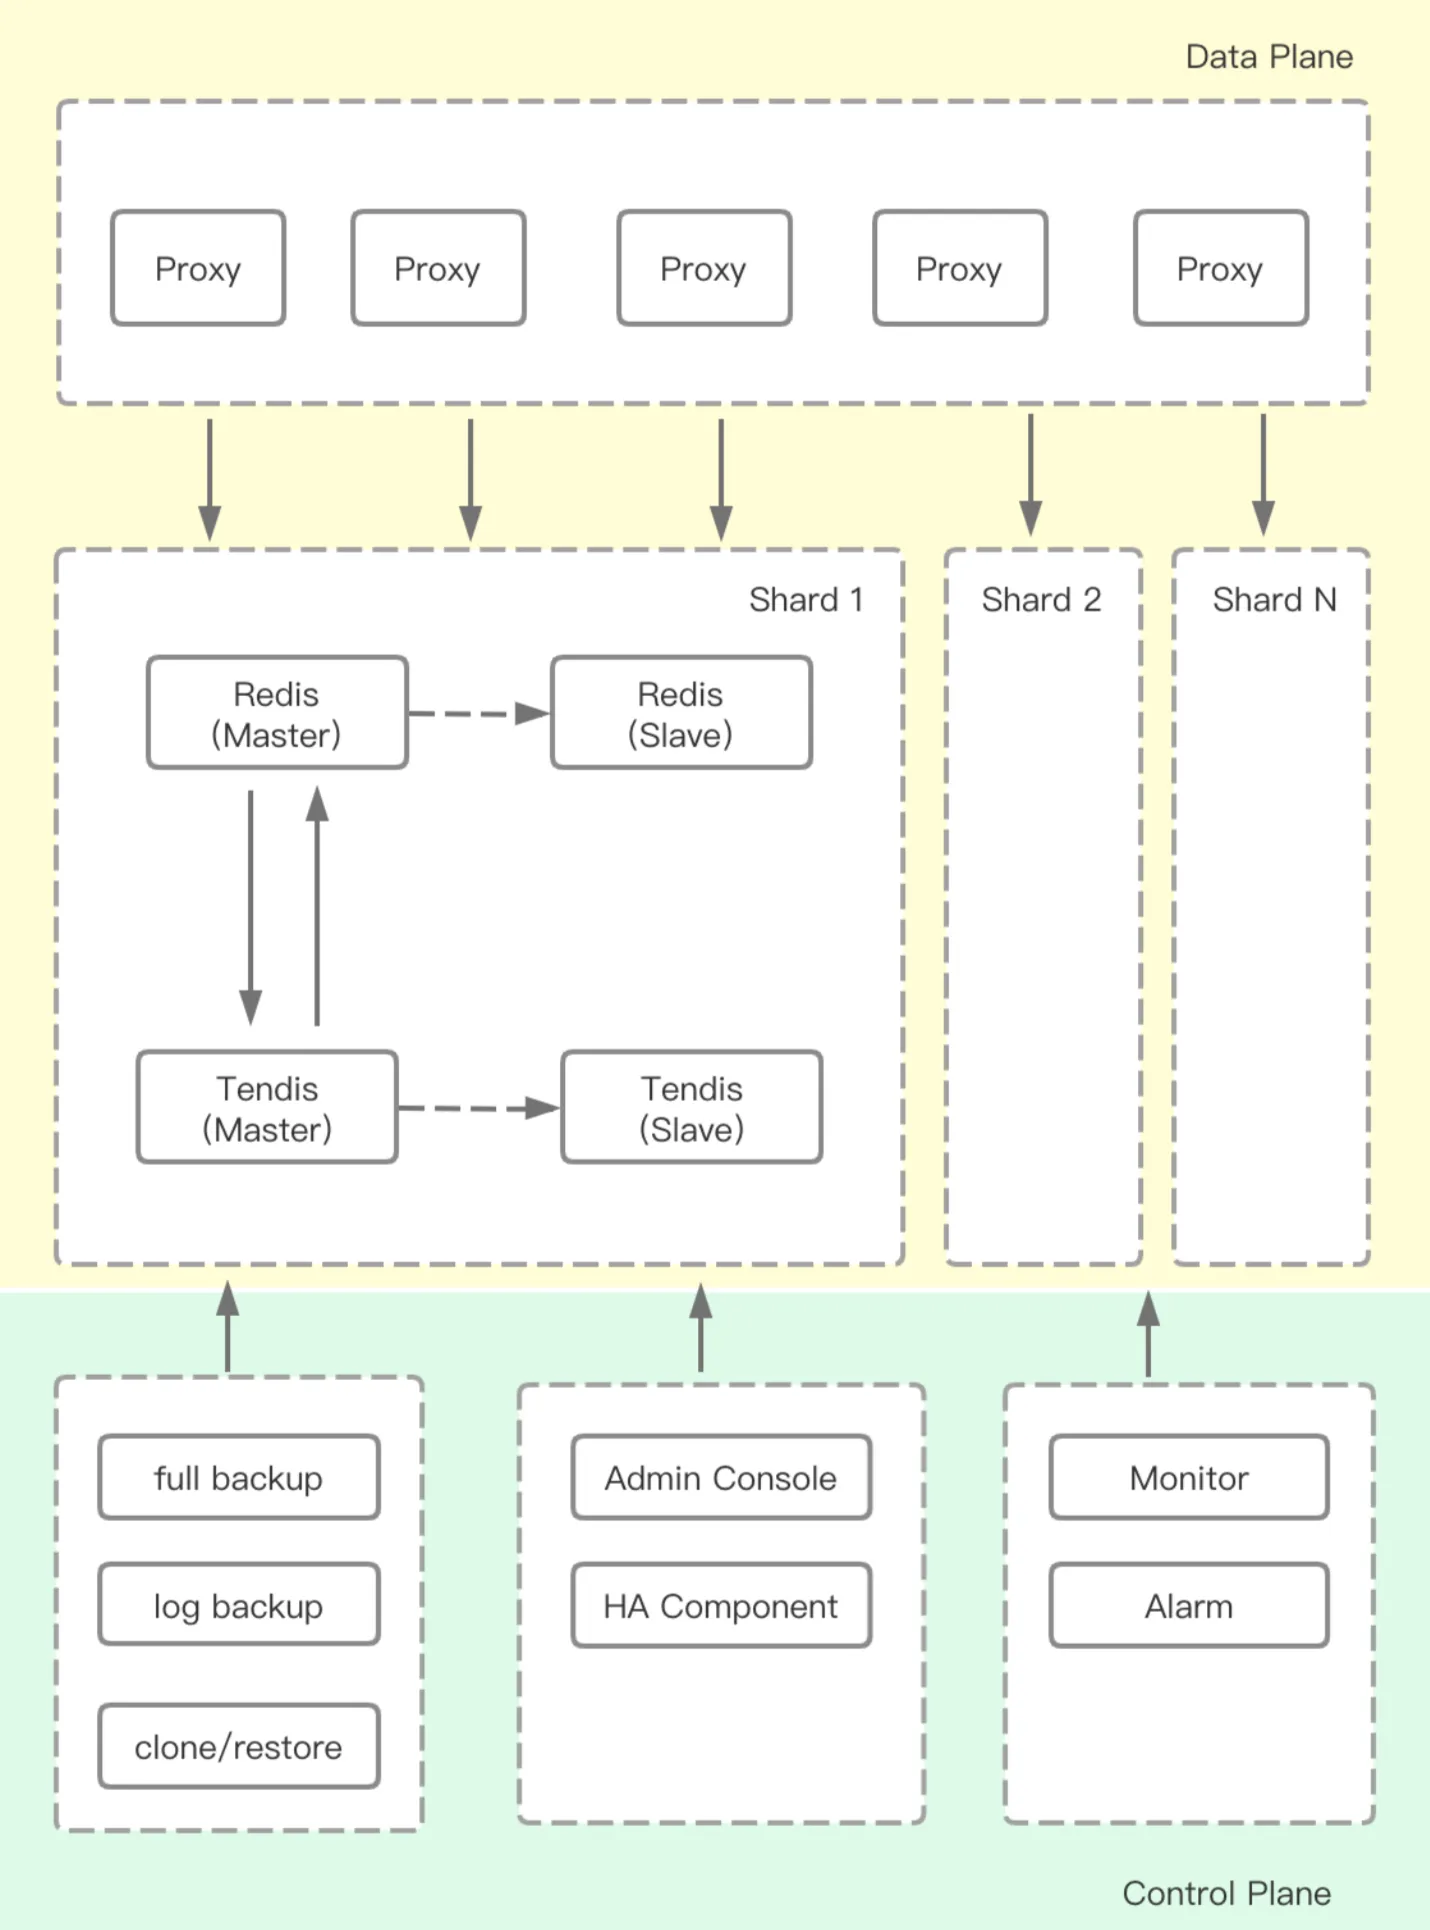 Data Plane
Proxy
Proxy
Proxy
Proxy
Proxy
Shard 1
Shard 2
Shard N
Redis
(Master)
Redis
(Slave)
Tendis
(Master)
Tendis
(Slave)
full backup
log backup
clone/restore
Admin Console
HA Component
Monitor
Alarm
Control Plane